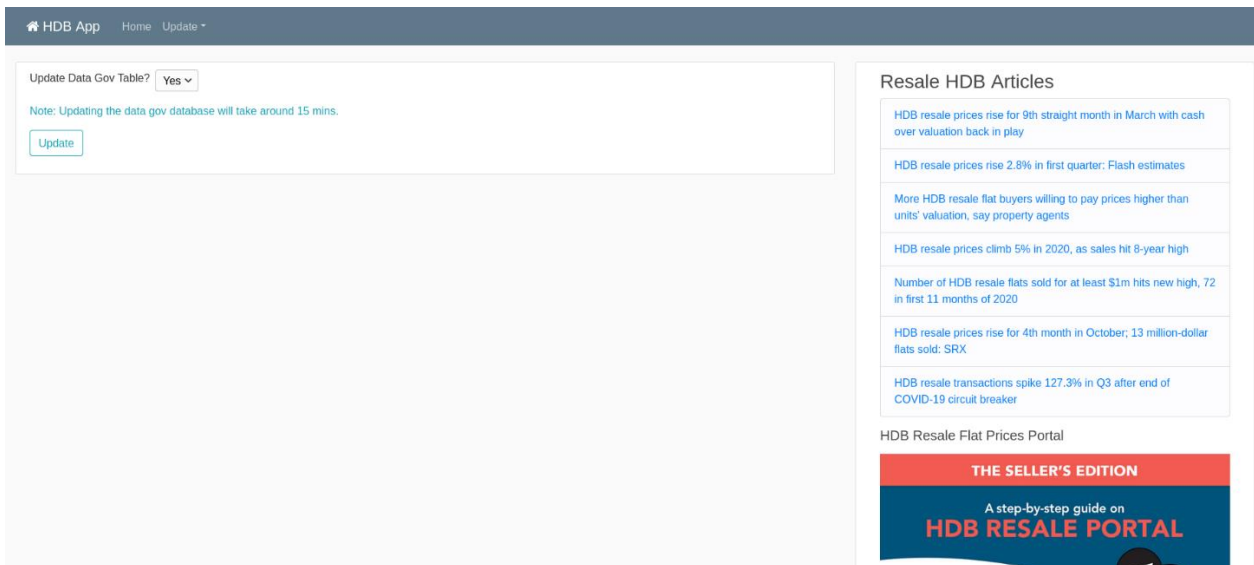 HDB App Home Update
Update Data Gov Table? Yes
Note: Updating the data gov database will take around 15 mins.
Update
Resale HDB Articles
HDB resale prices rise for 9th straight month in March with cash
over valuation back in play
HDB resale prices rise 2.8% in first quarter: Flash estimates
More HDB resale flat buyers willing to pay prices higher than
units' valuation, say property agents
HDB resale prices climb 5% in 2020, as sales hit 8-year high
Number of HDB resale flats sold for at least $1m hits new high, 72
in first 11 months of 2020
HDB resale prices rise for 4th month in October; 13 million-dollar
flats sold: SRX
HDB resale transactions spike 127.3% in Q3 after end of
COVID-19 circuit breaker
HDB Resale Flat Prices Portal
THE SELLER'S EDITION
A step-by-step guide on
HDB RESALE PORTAL